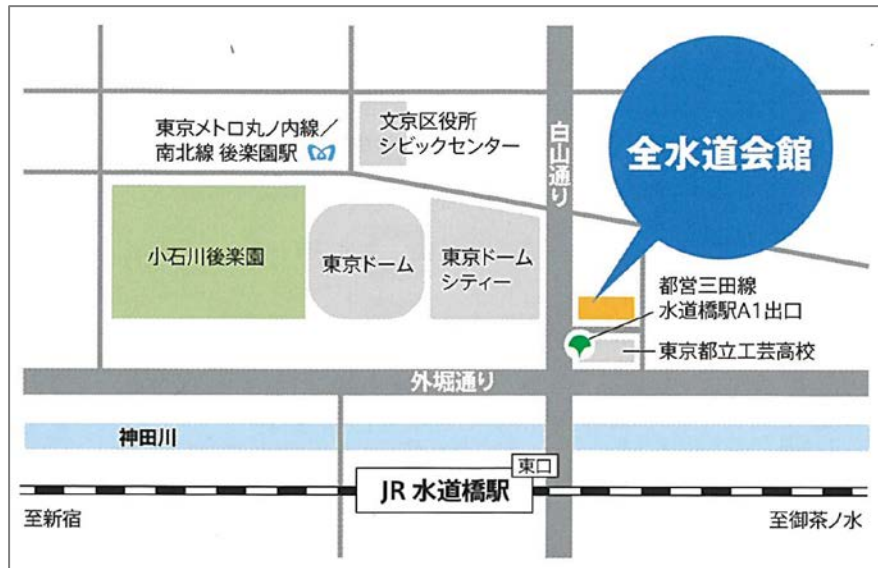 東京メトロ丸ノ内線／
南北線 後楽園駅
文京区役所
シビックセンター
白山通り
全水道会館
小石川後楽園
東京ドーム
東京ドーム
シティー
都営三田線
水道橋駅A1出口
東京都立工芸高校
外堀通り
神田川
東口
JR 水道橋駅
至新宿
至御茶ノ水